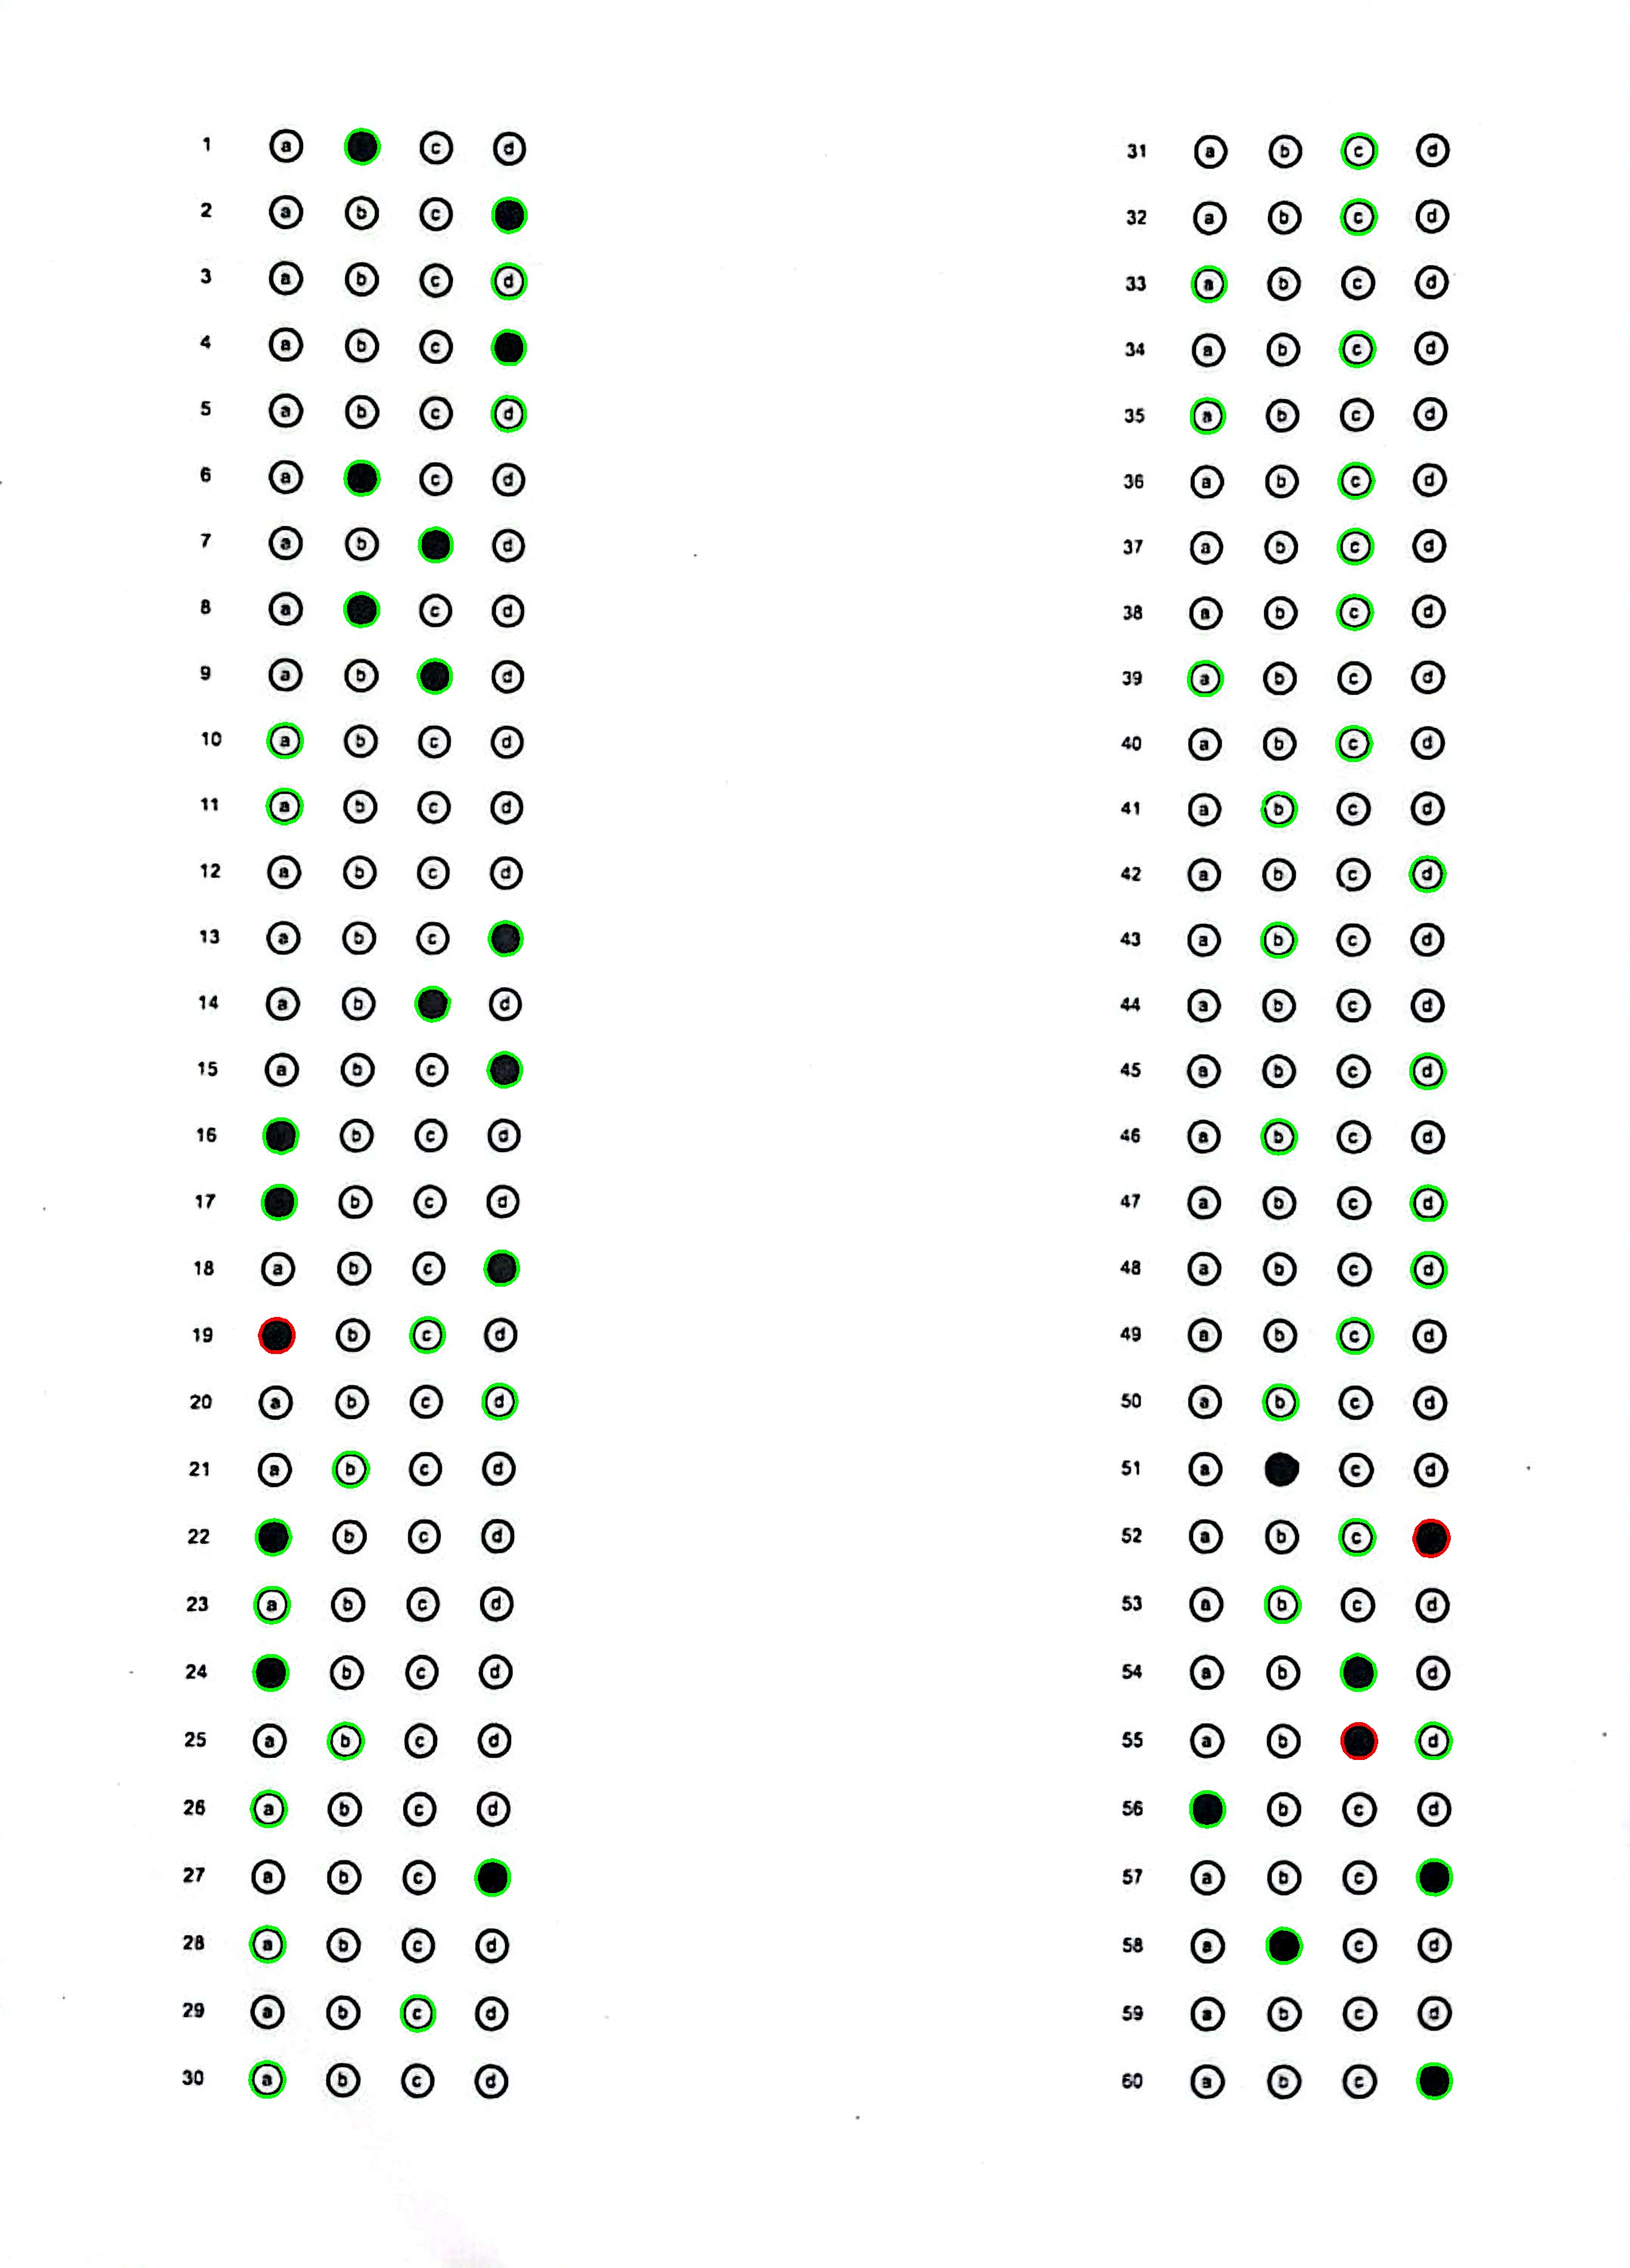 1 a c d
2 a b c
3 a b c d
4 a b c
5 a b c d
6 a c d
7 a b d
8 a c d
9 a b d
10 a b c d
11 a b c d
12 a b c d
13 a b c
14 a b d
15 a b c
16 b c d
17 b c d
18 a b c
19 b c d
20 a b c d
21 a b c d
22 b c d
23 a b c d
24 b c d
25 a b c d
26 a b c d
27 a b c
28 a b c d
29 a b c d
30 a b c d
31 a b c d
32 a b c d
33 a b c d
34 a b c d
35 a b c d
36 a b c d
37 a b c d
38 a b c d
39 a b c d
40 a b c d
41 a b c d
42 a b c d
43 a b c d
44 a b c d
45 a b c d
46 a b c d
47 a b c d
48 a b c d
49 a b c d
50 a b c d
51 a c d
52 a b c
53 a b c d
54 a b d
55 a b d
56 b c d
57 a b c
58 a c d
59 a b c d
60 a b c